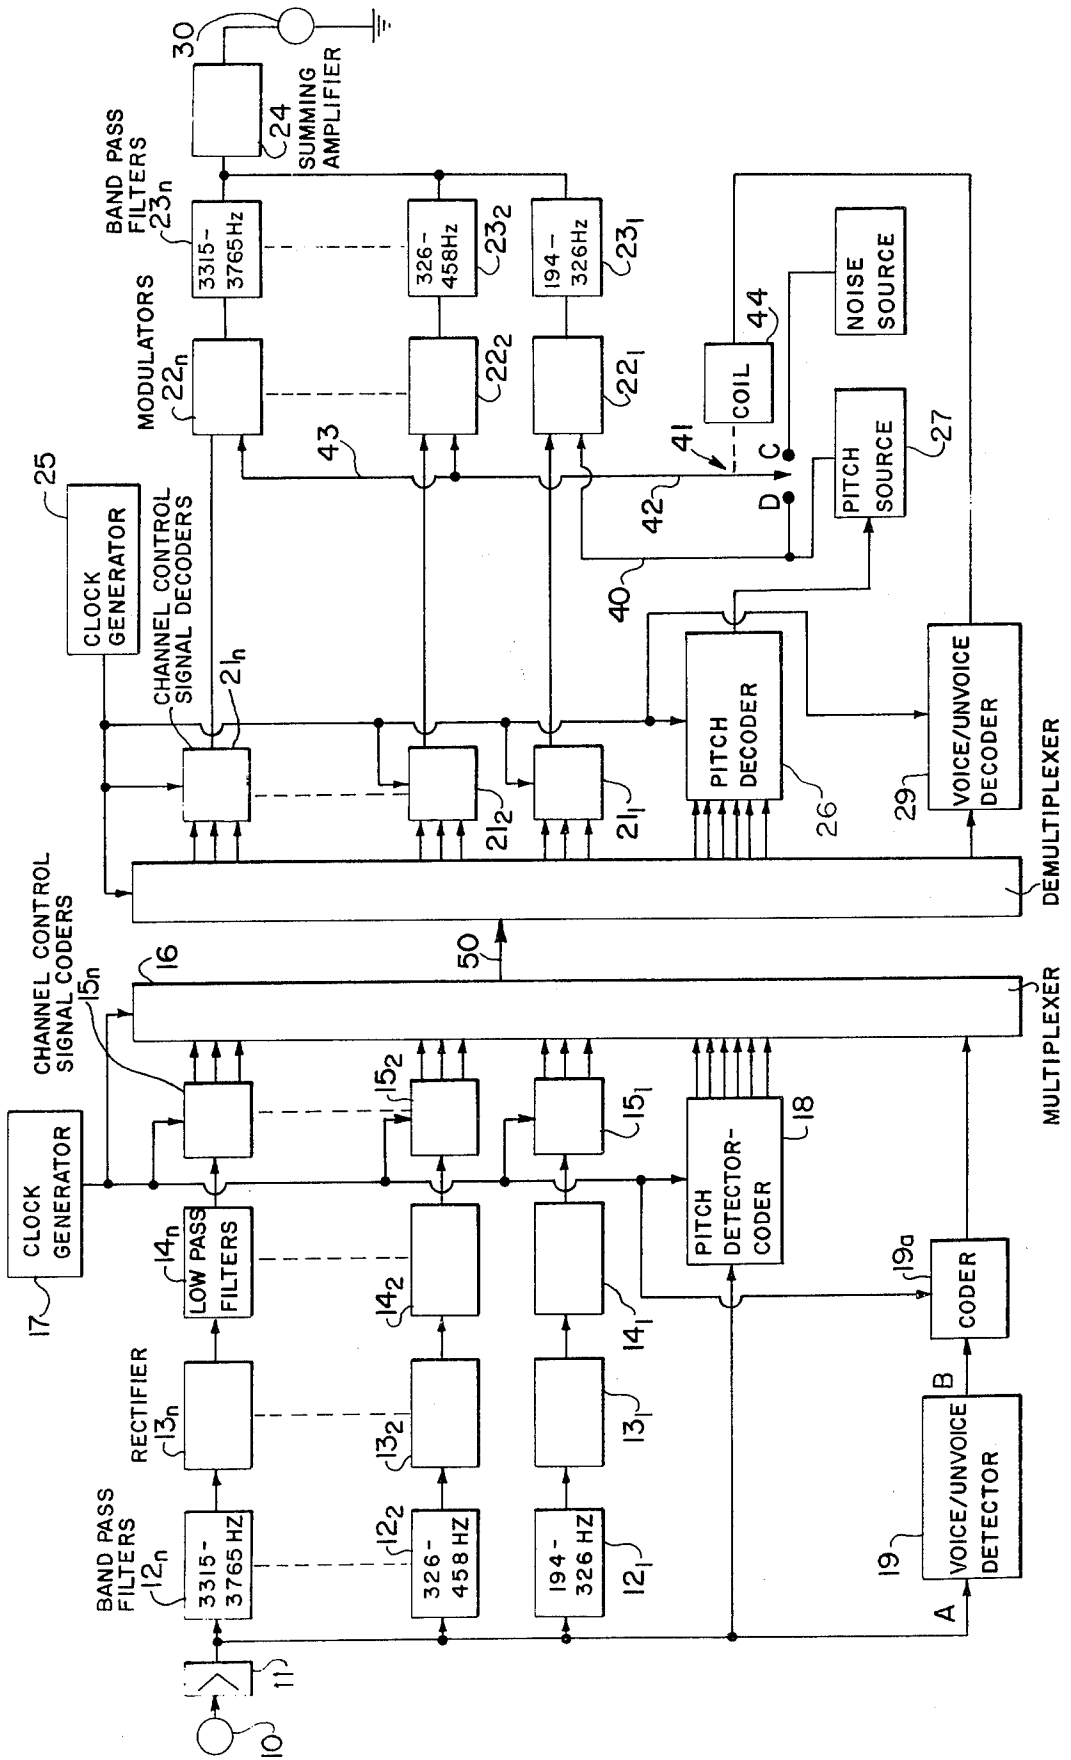 10
11
BAND PASS
FILTERS
12n
3315-
3765 HZ
326-
458 HZ
12₂
194-
326 HZ
12₁
RECTIFIER
13n
13₂
13₁
14n
LOW PASS
FILTERS
14₂
14₁
17
CLOCK
GENERATOR
CHANNEL CONTROL
SIGNAL CODERS
15n
15₂
15₁
16
PITCH
DETECTOR-
CODER
18
A
19
VOICE/UNVOICE
DETECTOR
B
19a
CODER
MULTIPLEXER
50
DEMULTIPLEXER
CLOCK
GENERATOR
25
CHANNEL CONTROL
SIGNAL DECODERS
21n
21₂
21₁
PITCH
DECODER
26
29
VOICE/UNVOICE
DECODER
MODULATORS
22n
22₂
22₁
43
42
41
40
D
C
COIL
44
PITCH
SOURCE
27
NOISE
SOURCE
BAND PASS
FILTERS
23n
3315-
3765 Hz
326-
458Hz
23₂
194-
326Hz
23₁
24
SUMMING
AMPLIFIER
30